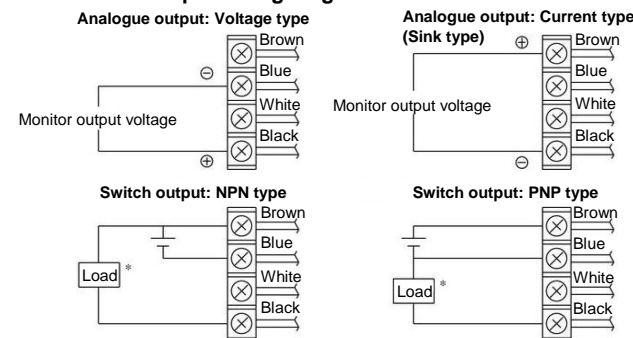 Analogue output: Voltage type
Brown
⊖
Blue
White
Monitor output voltage
Black
⊕
Analogue output: Current type
(Sink type)
⊕
Brown
Blue
White
Monitor output voltage
Black
⊖
Switch output: NPN type
Brown
Blue
Load *
White
Black
Switch output: PNP type
Brown
Blue
White
Load *
Black